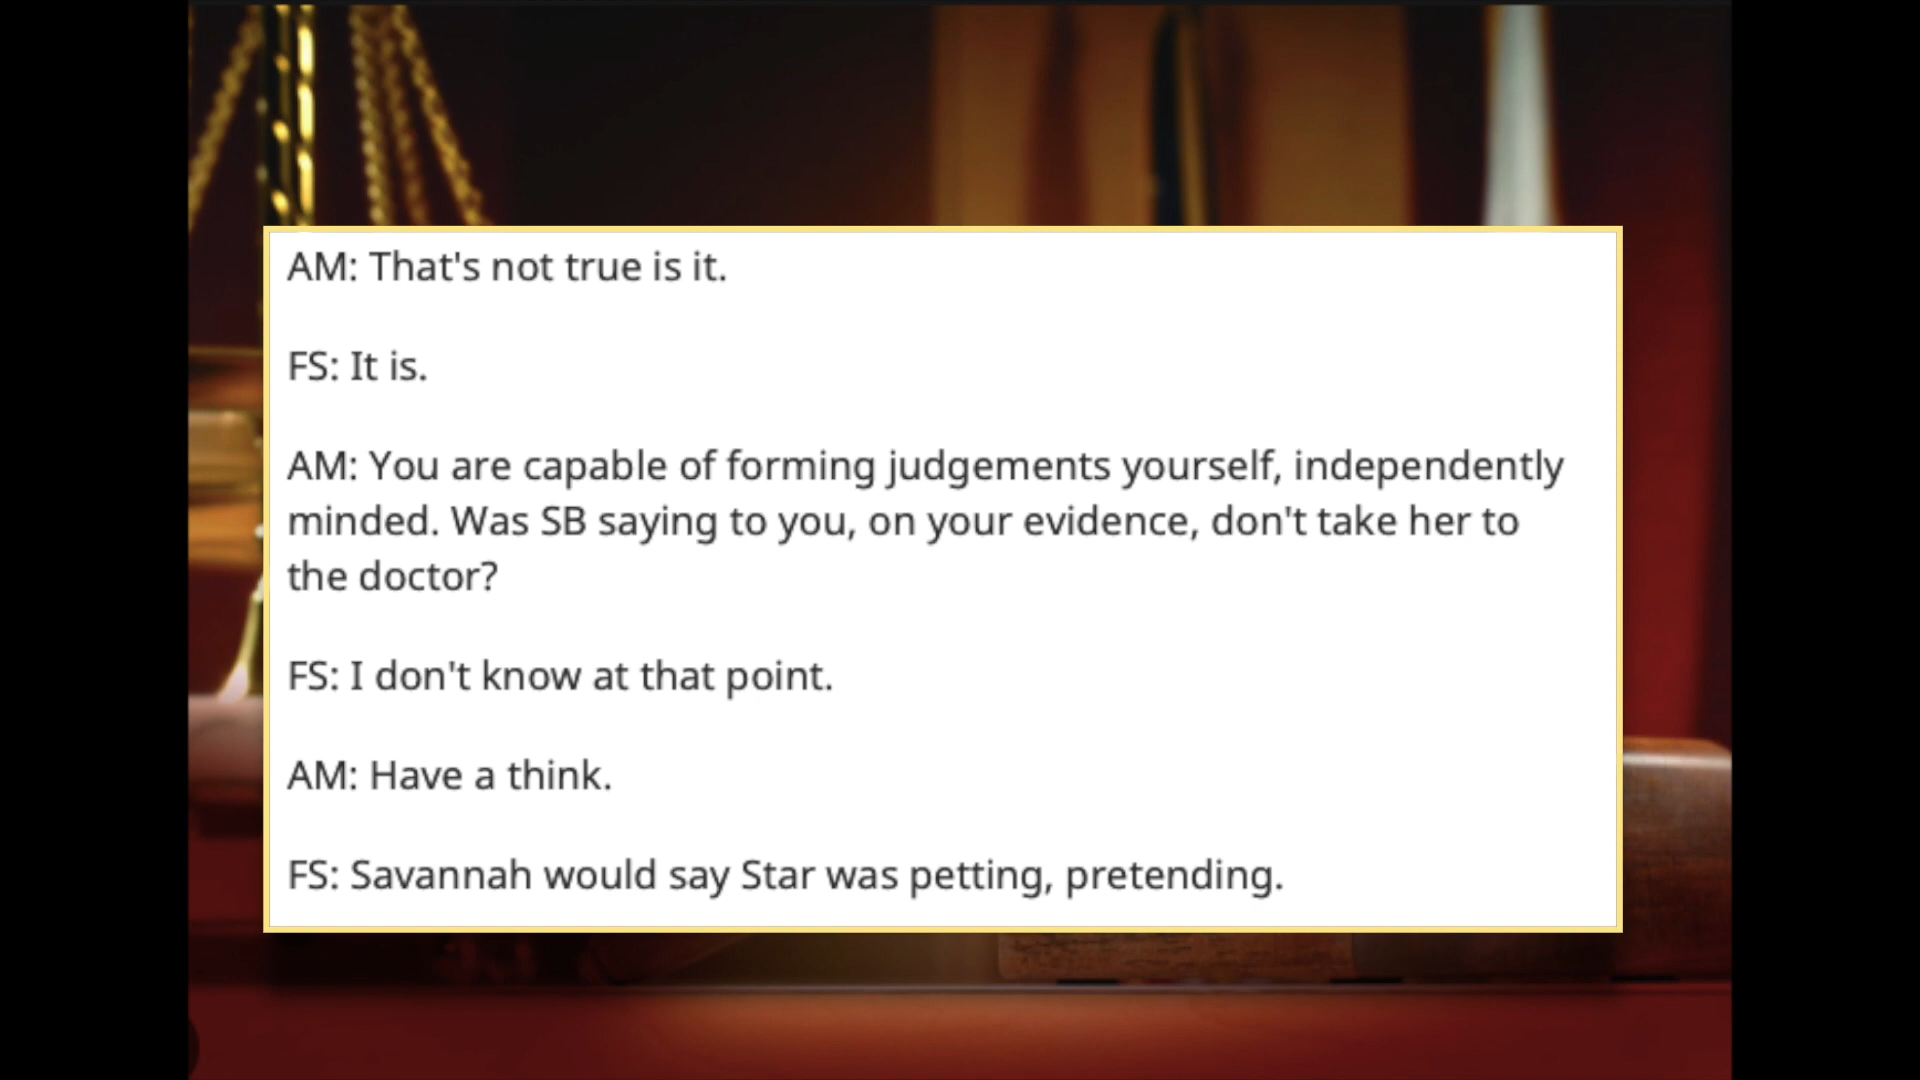 AM: That's not true is it.
FS: It is.
AM: You are capable of forming judgements yourself, independently
minded. Was SB saying to you, on your evidence, don't take her to
the doctor?
FS: I don't know at that point.
AM: Have a think.
FS: Savannah would say Star was petting, pretending.